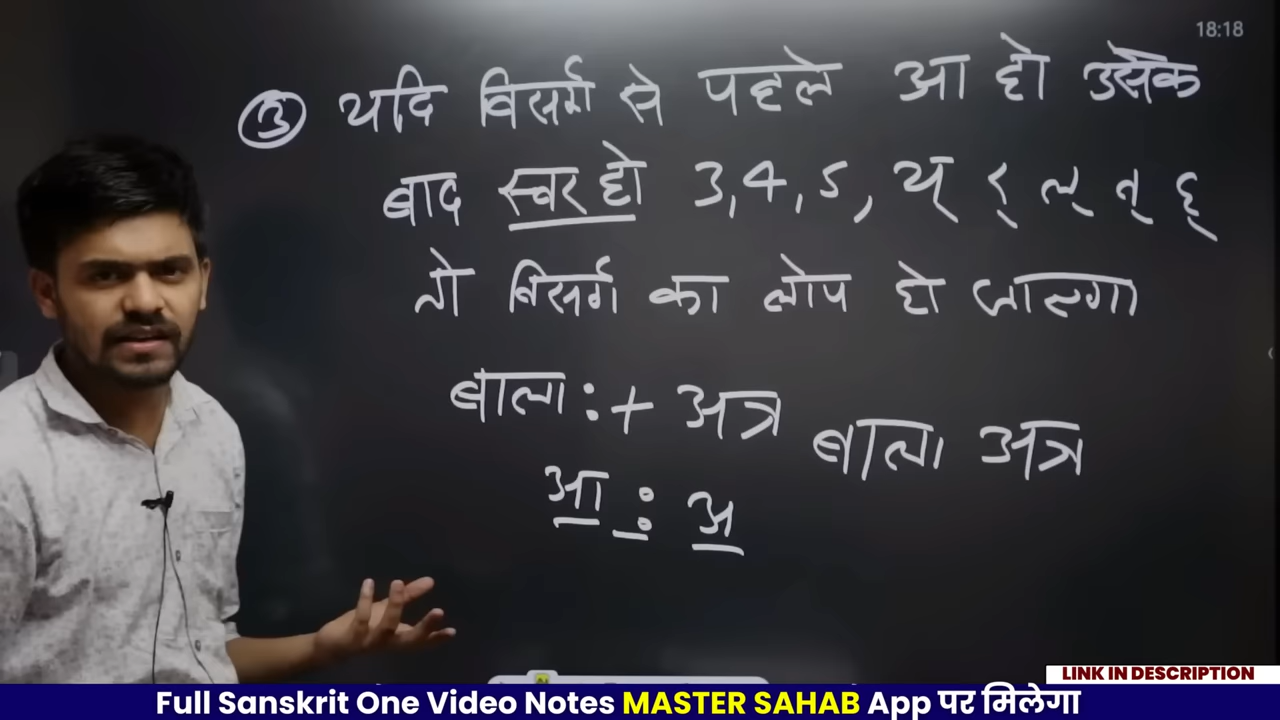 18:18
③ यदि विसर्ग से पहले आ हो उसके
बाद स्वर हो 3,4,5, य् र् ल् व् ह्
तो विसर्ग का लोप हो जाएगा
बाला : + अत्र बाला अत्र
आ : अ
LINK IN DESCRIPTION
Full Sanskrit One Video Notes MASTER SAHAB App पर मिलेगा